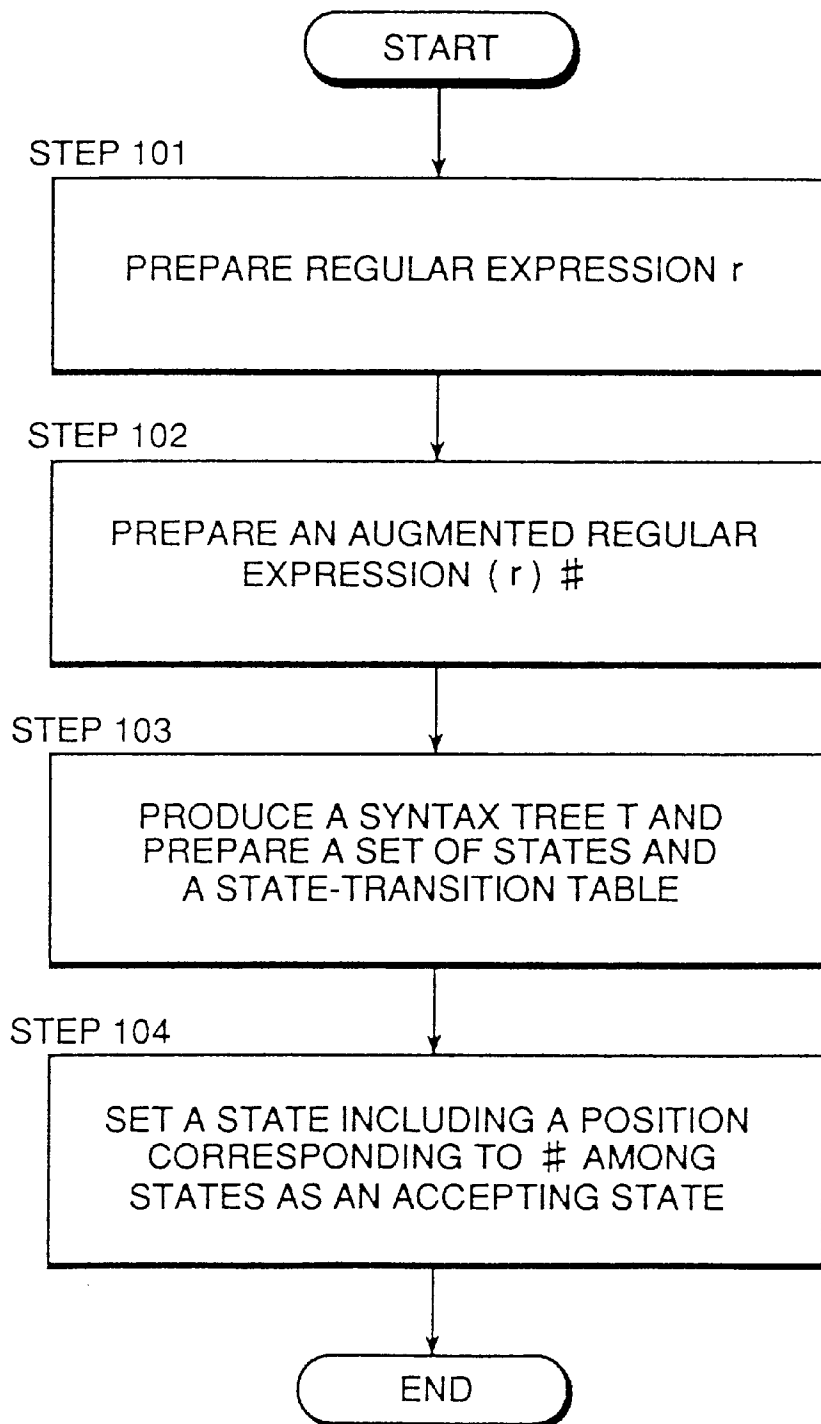 START
STEP 101
PREPARE REGULAR EXPRESSION r
STEP 102
PREPARE AN AUGMENTED REGULAR
EXPRESSION (r) #
STEP 103
PRODUCE A SYNTAX TREE T AND
PREPARE A SET OF STATES AND
A STATE-TRANSITION TABLE
STEP 104
SET A STATE INCLUDING A POSITION
CORRESPONDING TO # AMONG
STATES AS AN ACCEPTING STATE
END